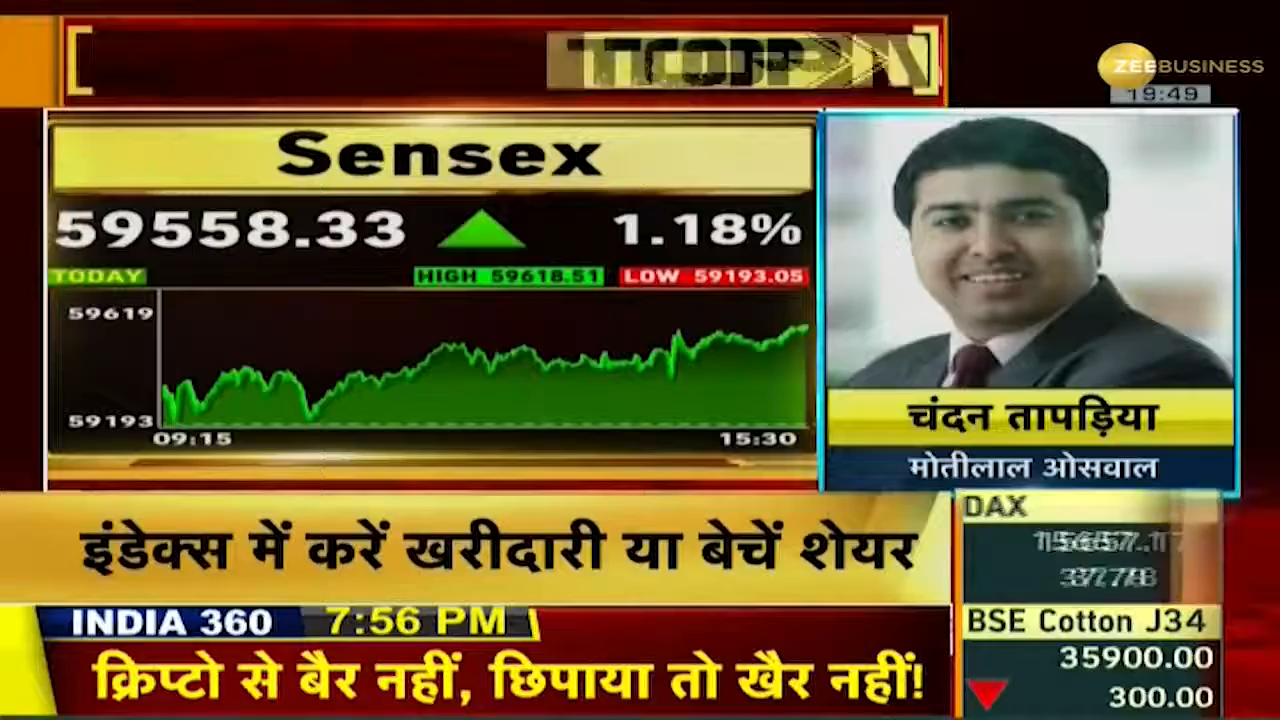 ZEEBUSINESS
19:49
Sensex
59558.33 1.18%
TODAY HIGH 59618.51 LOW 59193.05
59619
59193
09:15 15:30
चंदन तापड़िया
मोतीलाल ओसवाल
इंडेक्स में करें खरीदारी या बेचें शेयर
DAX
INDIA 360 7:56 PM
क्रिप्टो से बैर नहीं, छिपाया तो खैर नहीं!
BSE Cotton J34
35900.00
300.00